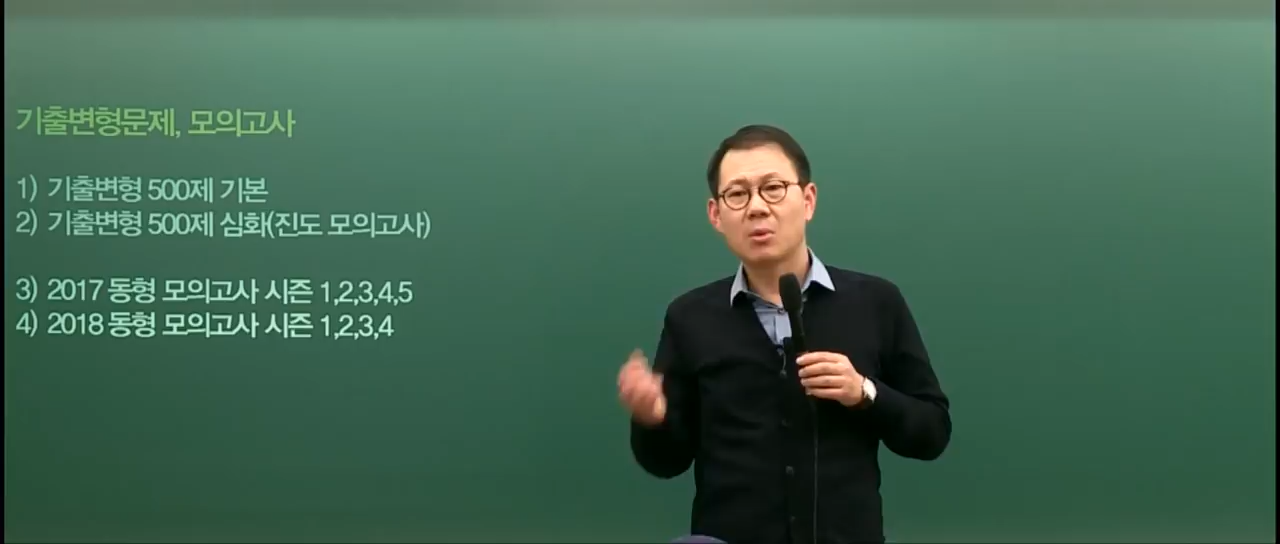 기출변형문제, 모의고사
1) 기출변형 500제 기본
2) 기출변형 500제 심화(진도 모의고사)
3) 2017 동형 모의고사 시즌 1,2,3,4,5
4) 2018 동형 모의고사 시즌 1,2,3,4